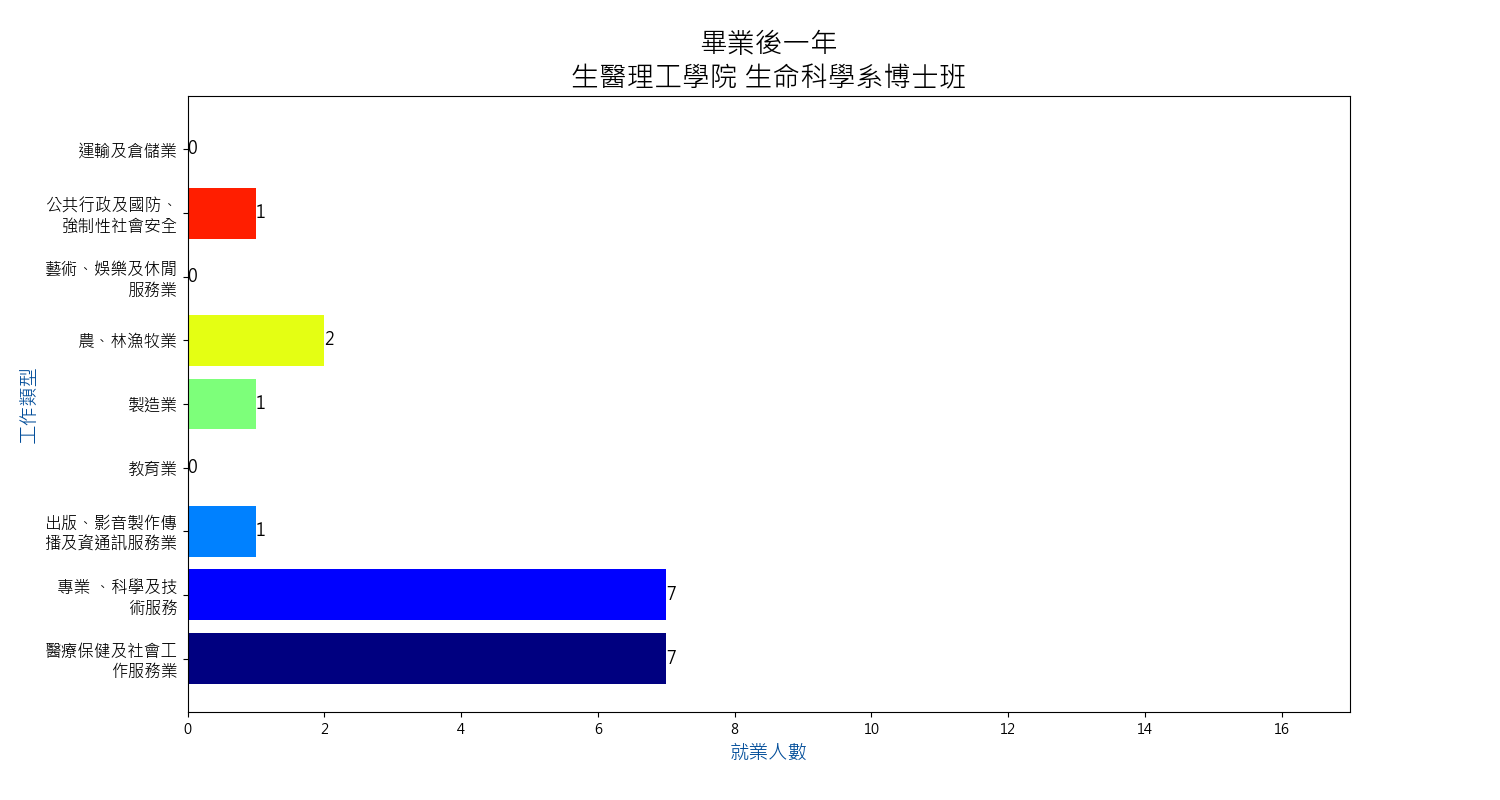 畢業後一年
生醫理工學院 生命科學系博士班
運輸及倉儲業
0
公共行政及國防、
強制性社會安全
1
藝術、娛樂及休閒
服務業
0
農、林漁牧業
2
製造業
1
教育業
0
出版、影音製作傳
播及資通訊服務業
1
專業 、科學及技
術服務
7
醫療保健及社會工
作服務業
7
工作類型
0 2 4 6 8 10 12 14 16
就業人數